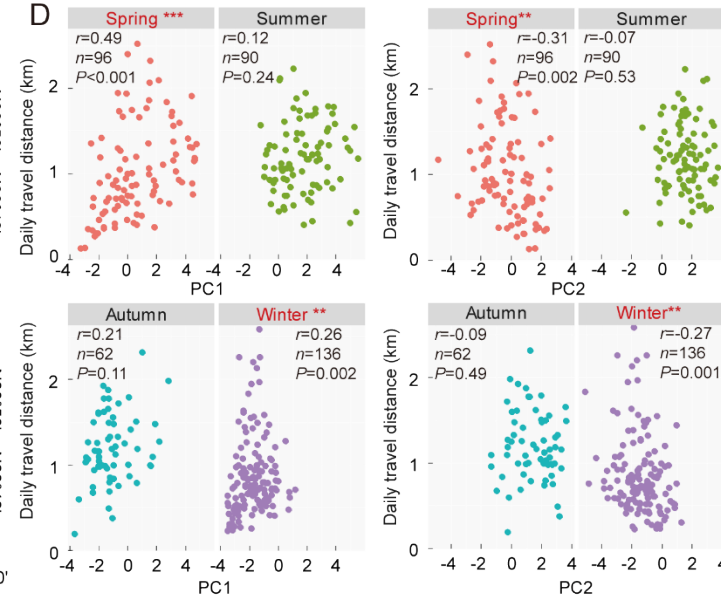 D
Spring ***
Summer
r=0.49
n=96
P<0.001
r=0.12
n=90
P=0.24
Daily travel distance (km)
2
1
0
-4 -2 0 2 4 -4 -2 0 2 4
PC1
Spring**
Summer
r=-0.31
n=96
P=0.002
r=-0.07
n=90
P=0.53
Daily travel distance (km)
2
1
0
-4 -2 0 2 4 -4 -2 0 2
PC2
Autumn
Winter **
r=0.21
n=62
P=0.11
r=0.26
n=136
P=0.002
Daily travel distance (km)
2
1
0
-4 -2 0 2 4 -4 -2 0 2 4
PC1
Autumn
Winter**
r=-0.09
n=62
P=0.49
r=-0.27
n=136
P=0.001
Daily travel distance (km)
2
1
0
-4 -2 0 2 4 -4 -2 0 2
PC2
0'